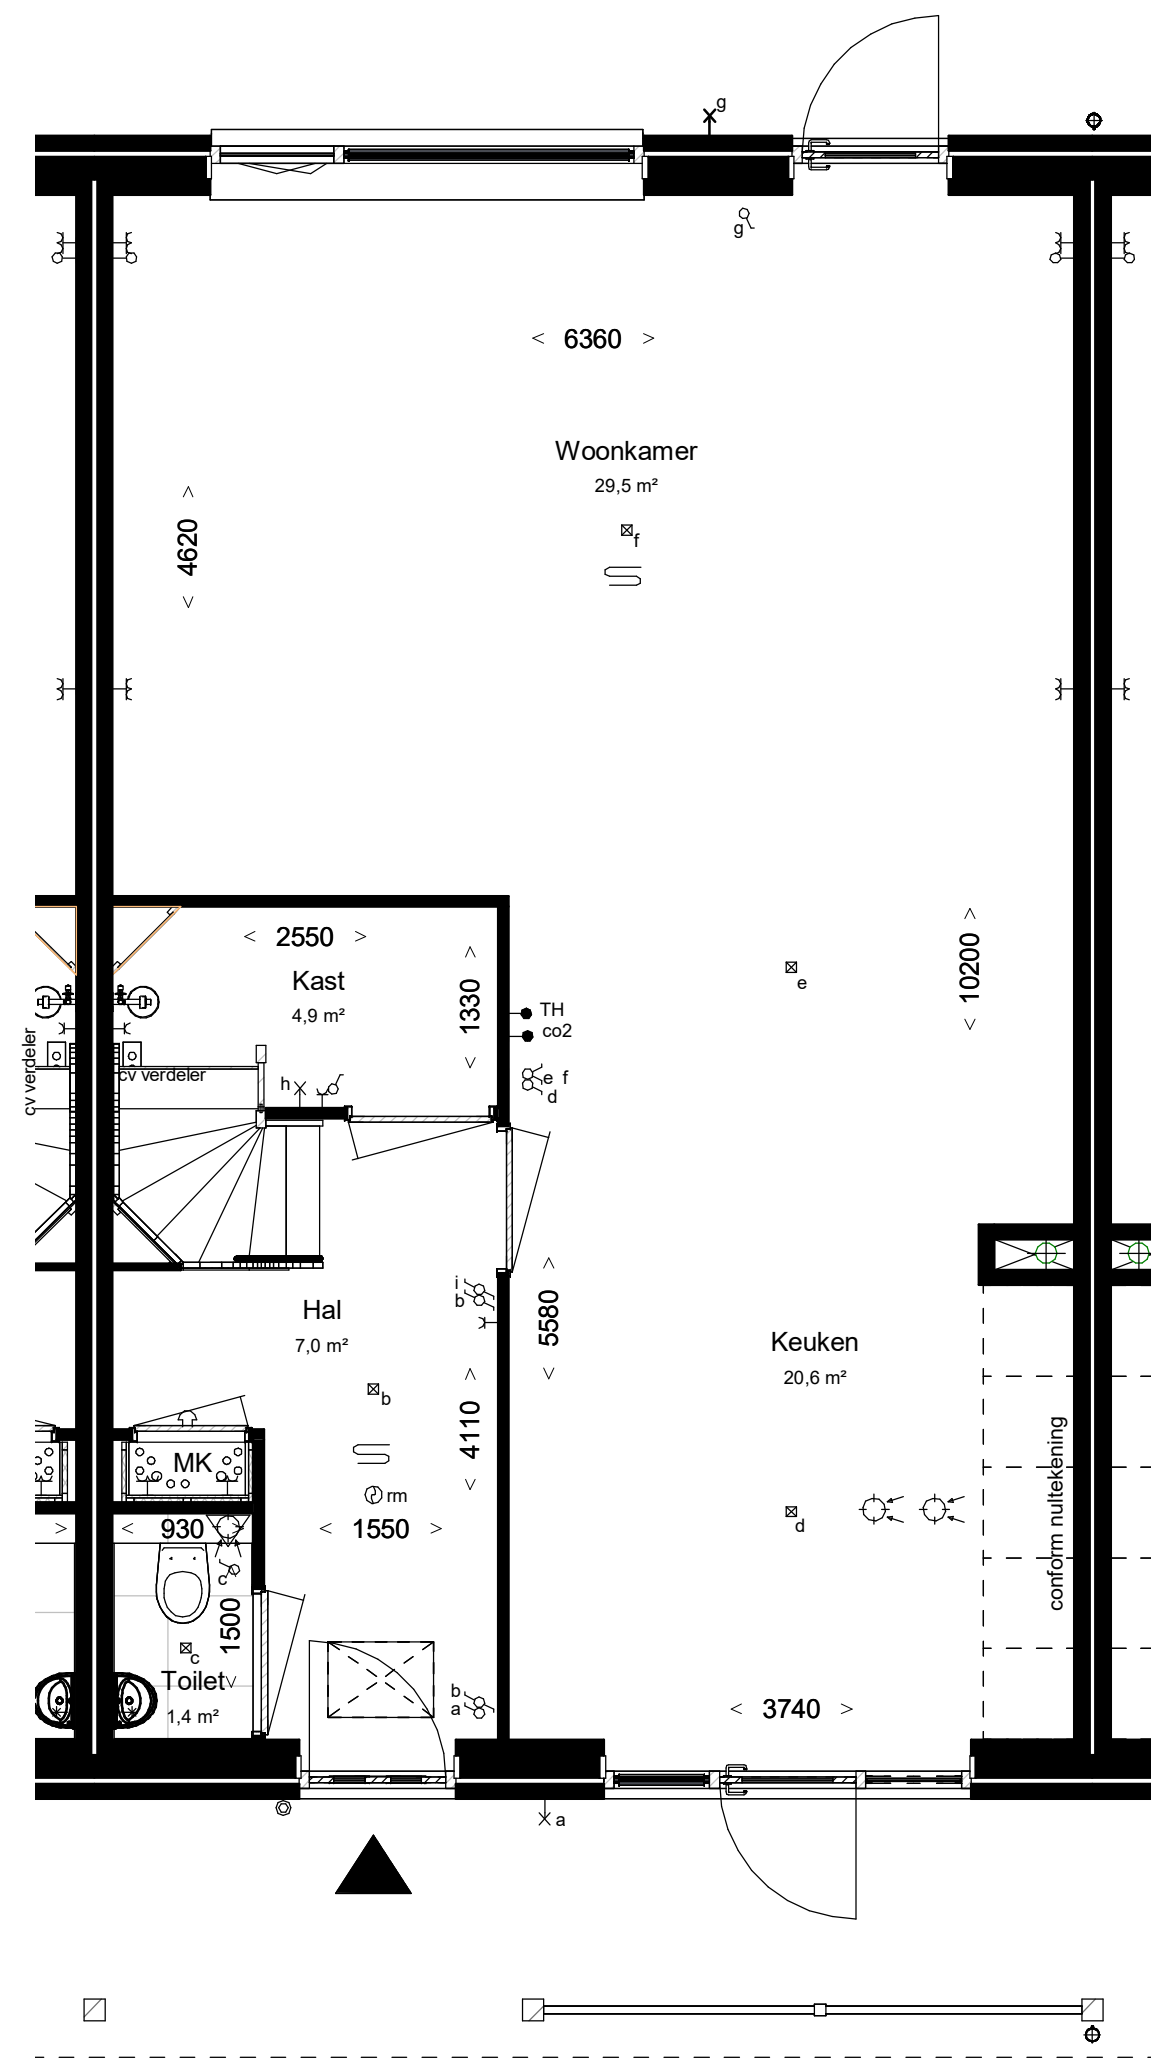 g
g
< 6360 >
Woonkamer
29,5 m²
f
< 4620 >
< 2550 >
Kast
4,9 m²
< 1330 >
TH
co2
e f
d
e
< 10200 >
cv verdeler
cv verdeler
h
i
b
Hal
7,0 m²
< 5580 >
Keuken
20,6 m²
b
< 4110 >
MK
rm
> < 930
< 1550 >
c
1500 >
c
Toilet
1,4 m²
d
conform nultekening
b
a
< 3740 >
a